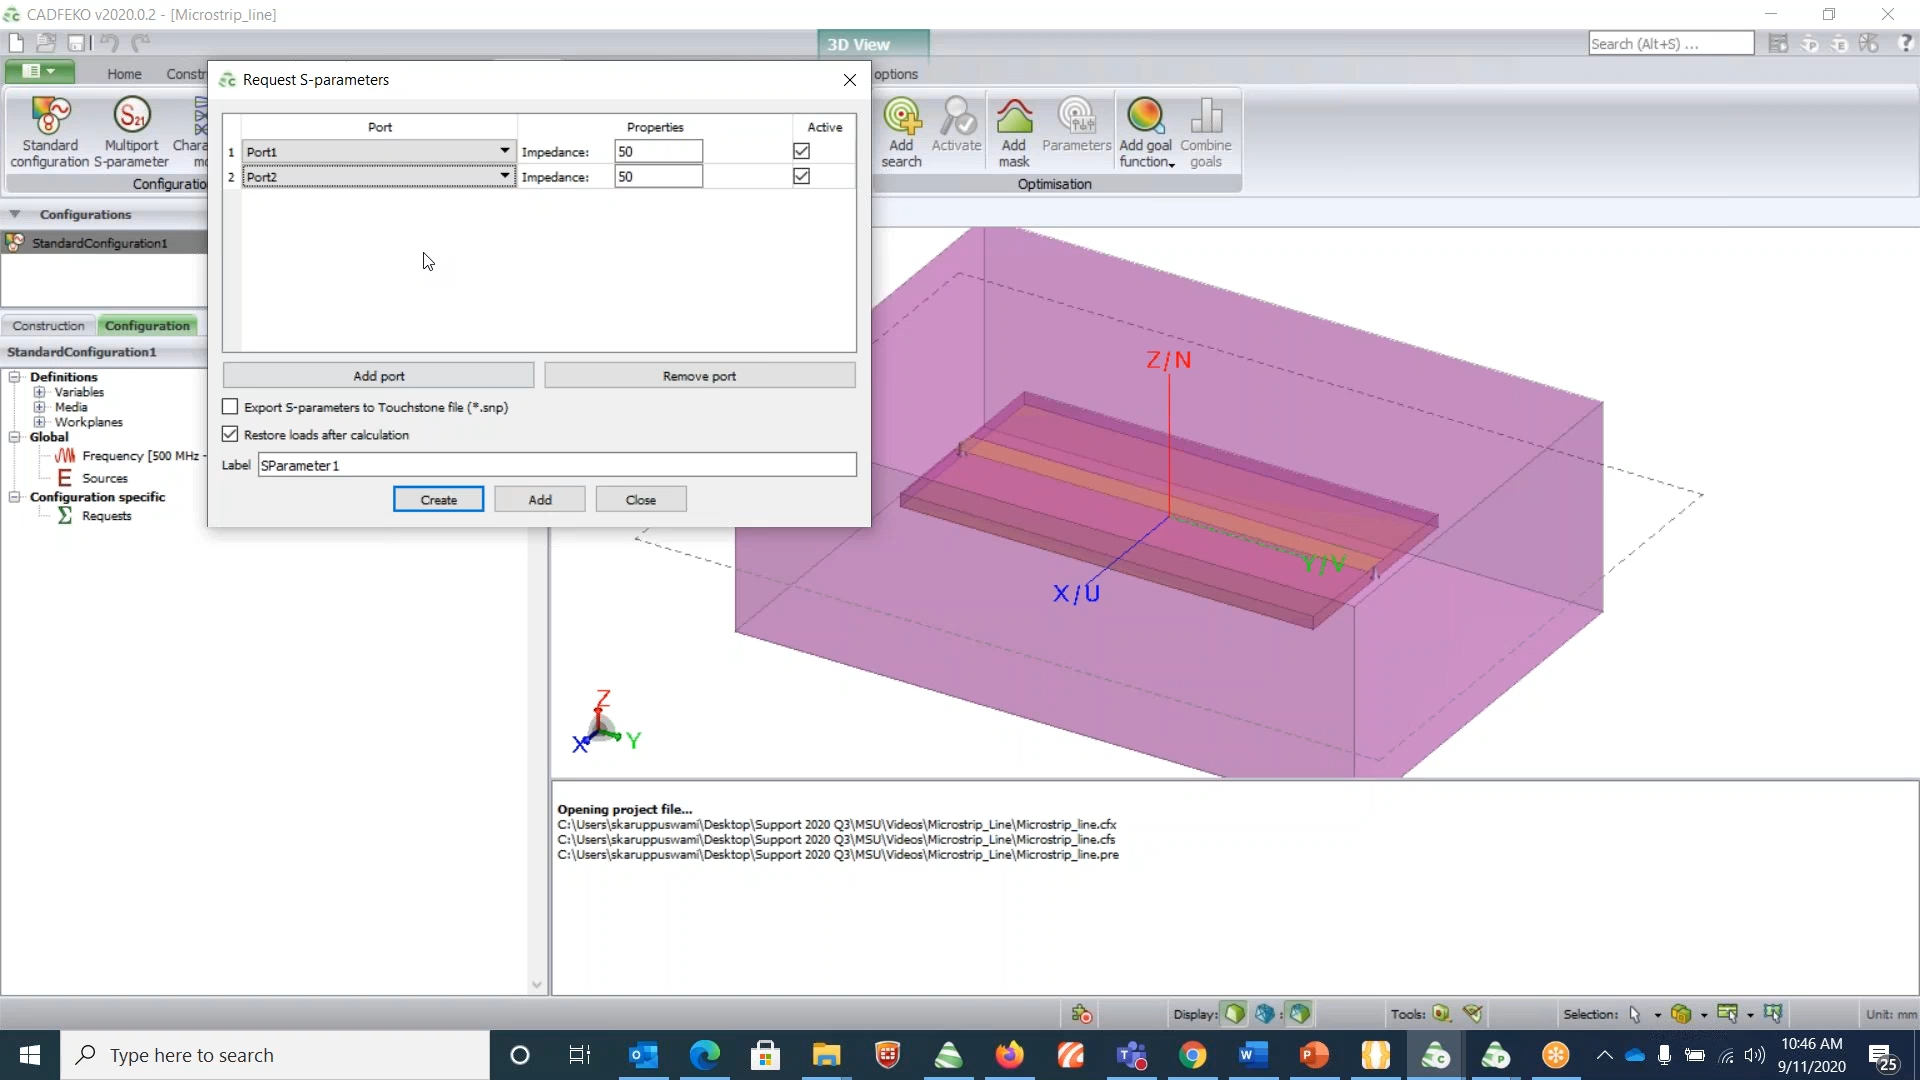 CADFEKO v2020.0.2 - [Microstrip_line]
3D View
Search (Alt+S) ...
Home
Constr
options
Standard configuration
Multiport S-parameter
Chara
mo
Configuratio
Add search
Activate
Add mask
Parameters
Add goal function
Combine goals
Optimisation
Request S-parameters
Port
Properties
Active
1 Port1 Impedance: 50
2 Port2 Impedance: 50
Add port
Remove port
Export S-parameters to Touchstone file (*.snp)
Restore loads after calculation
Label SParameter1
Create
Add
Close
Configurations
StandardConfiguration1
Construction
Configuration
StandardConfiguration1
Definitions
Variables
Media
Workplanes
Global
Frequency [500 MHz -
Sources
Configuration specific
Requests
Z/N
Y/V
X/U
Z
X
Y
Opening project file...
C:\Users\skaruppuswami\Desktop\Support 2020 Q3\MSU\Videos\Microstrip_Line\Microstrip_line.cfx
C:\Users\skaruppuswami\Desktop\Support 2020 Q3\MSU\Videos\Microstrip_Line\Microstrip_line.cfs
C:\Users\skaruppuswami\Desktop\Support 2020 Q3\MSU\Videos\Microstrip_Line\Microstrip_line.pre
Display:
Tools:
Selection:
Unit: mm
Type here to search
10:46 AM
9/11/2020
25